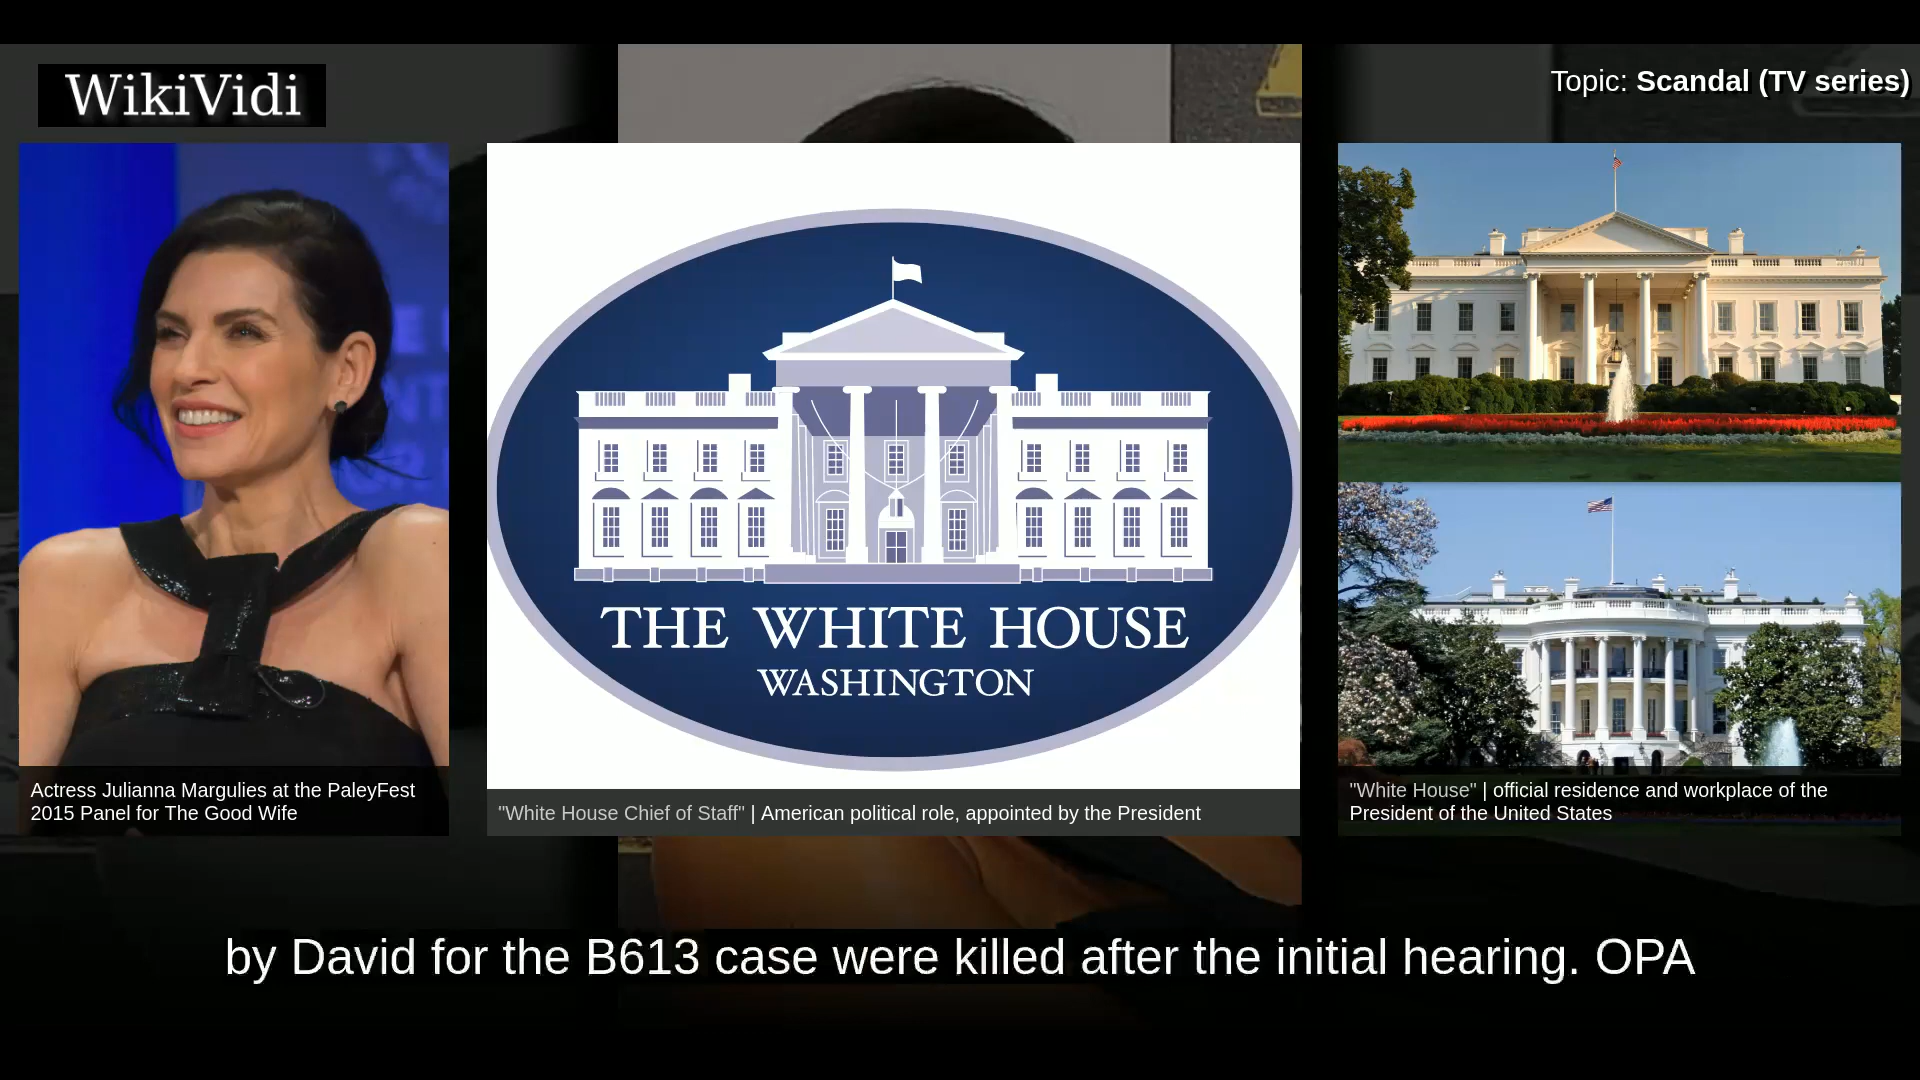 WikiVidi
Topic: Scandal (TV series)
THE WHITE HOUSE
WASHINGTON
Actress Julianna Margulies at the PaleyFest
2015 Panel for The Good Wife
"White House Chief of Staff" | American political role, appointed by the President
"White House" | official residence and workplace of the
President of the United States
by David for the B613 case were killed after the initial hearing. OPA